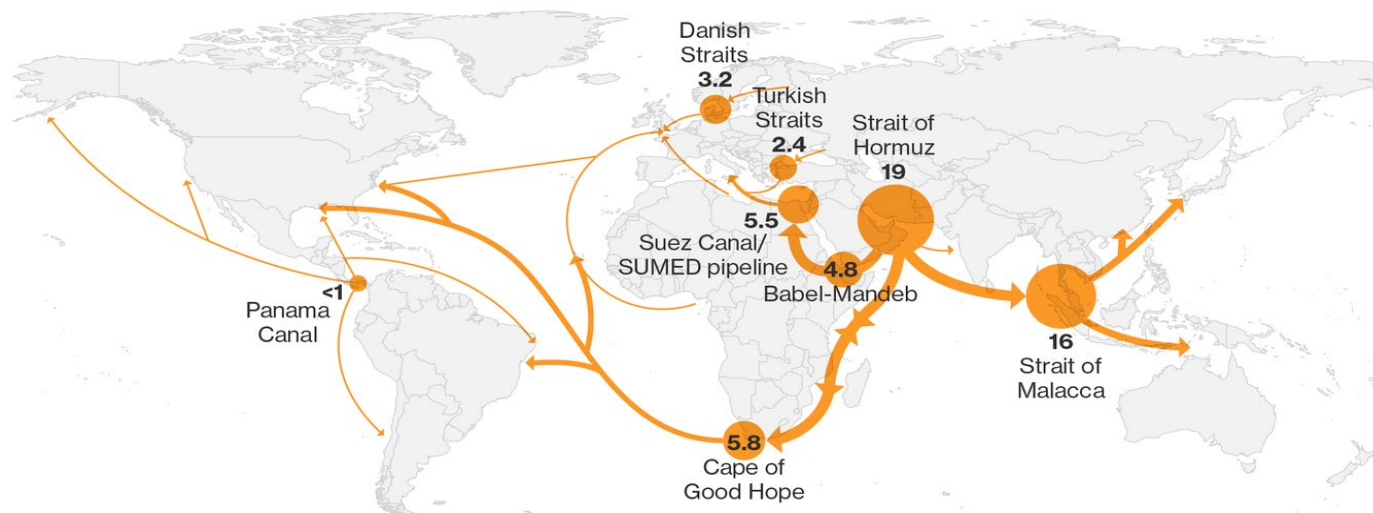 Danish
Straits
3.2
Turkish
Straits
2.4
Strait of
Hormuz
19
5.5
Suez Canal/
SUMED pipeline
4.8
Babel-Mandeb
<1
Panama
Canal
16
Strait of
Malacca
5.8
Cape of
Good Hope